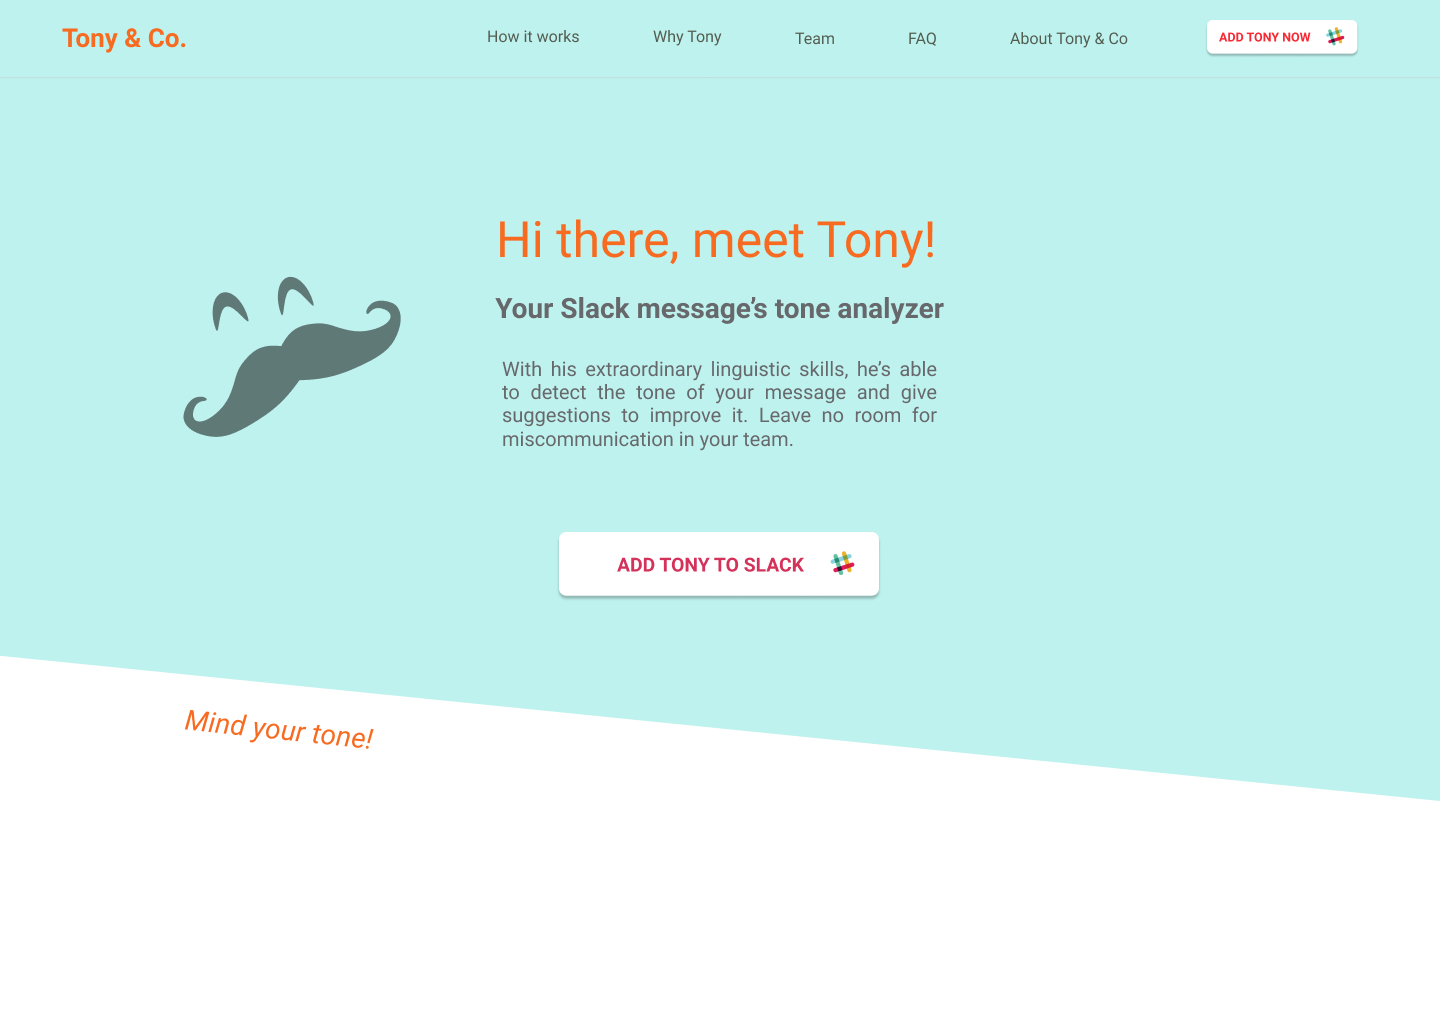 Tony & Co.
How it works
Why Tony
Team
FAQ
About Tony & Co
ADD TONY NOW
Hi there, meet Tony!
Your Slack message’s tone analyzer
With his extraordinary linguistic skills, he’s able
to detect the tone of your message and give
suggestions to improve it. Leave no room for
miscommunication in your team.
ADD TONY TO SLACK
Mind your tone!